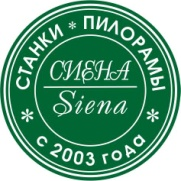 СТАНКИ * ПИЛОРАМЫ *
СИЕНА
Siena
с 2003 года